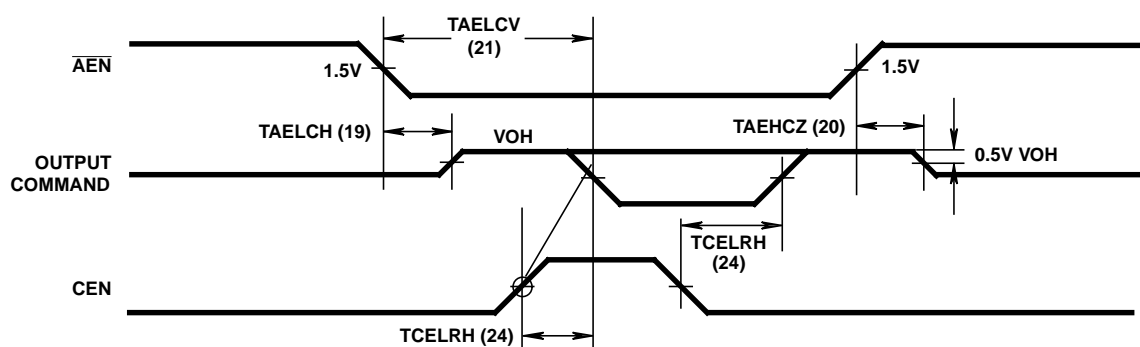 TAELCV
(21)
AEN
1.5V
1.5V
TAELCH (19)
VOH
TAEHCZ (20)
0.5V VOH
OUTPUT
COMMAND
TCELRH
(24)
CEN
TCELRH (24)